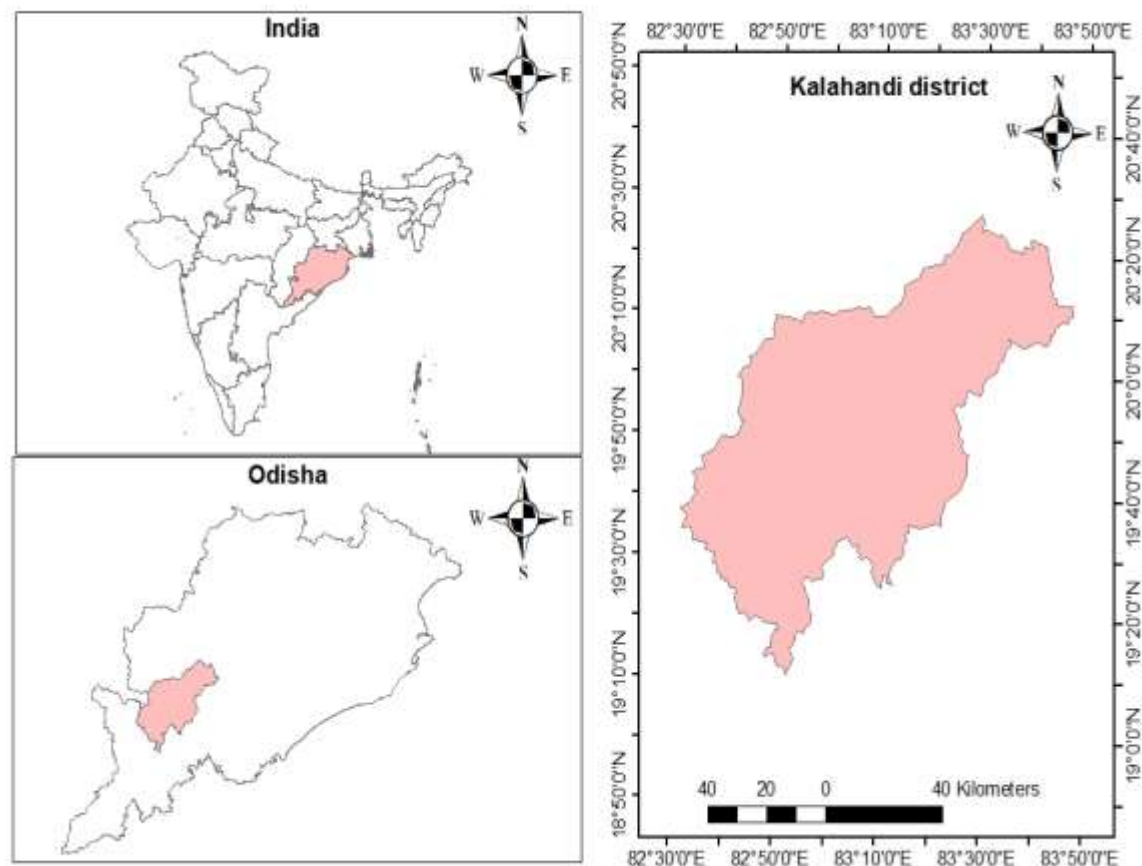 India
N
W E
S
Odisha
N
W E
S
82°30'0"E 82°50'0"E 83°10'0"E 83°30'0"E 83°50'0"E
Kalahandi district
N
W E
S
20°50'0"N
20°30'0"N
20°10'0"N
19°50'0"N
19°30'0"N
19°10'0"N
18°50'0"N
20°40'0"N
20°20'0"N
20°0'0"N
19°40'0"N
19°20'0"N
19°0'0"N
40 20 0 40 Kilometers
82°30'0"E 82°50'0"E 83°10'0"E 83°30'0"E 83°50'0"E